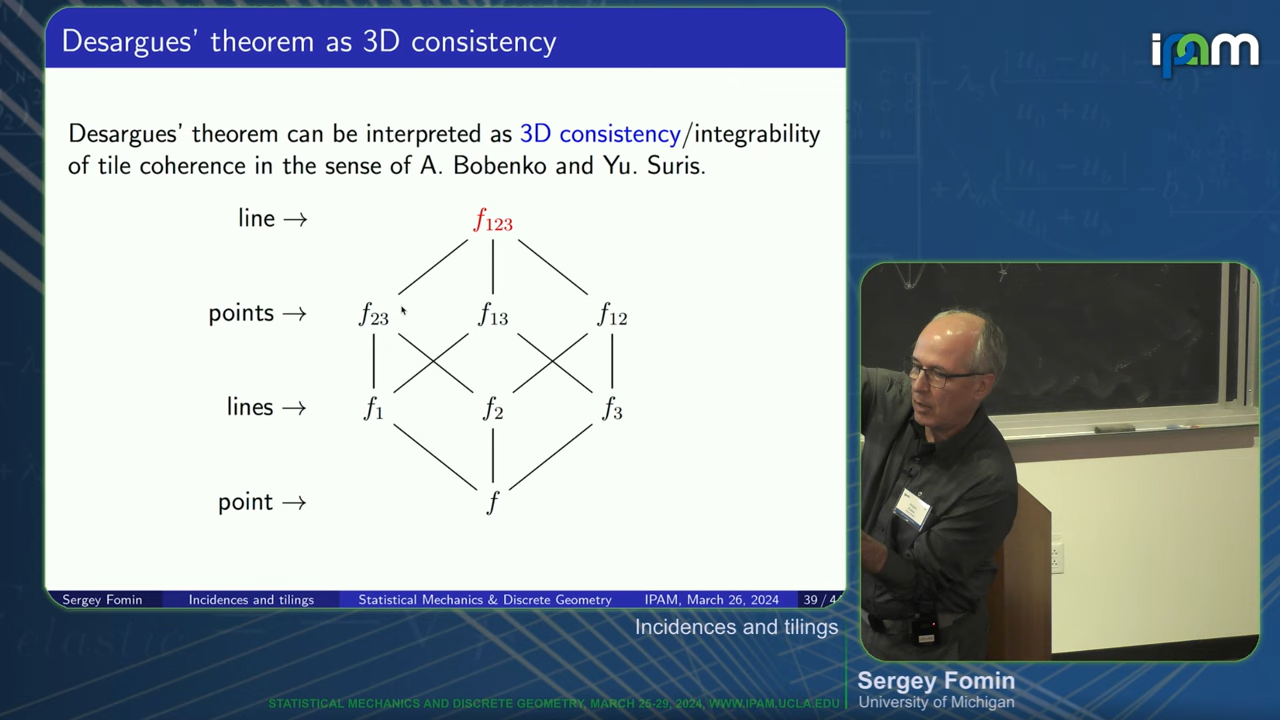 Desargues' theorem as 3D consistency
ipam
Desargues' theorem can be interpreted as 3D consistency/integrability
of tile coherence in the sense of A. Bobenko and Yu. Suris.
line → f₁₂₃
points → f₂₃ f₁₃ f₁₂
lines → f₁ f₂ f₃
point → f
Sergey Fomin Incidences and tilings Statistical Mechanics & Discrete Geometry IPAM, March 26, 2024 39 / 4
Incidences and tilings
Sergey Fomin
University of Michigan
STATISTICAL MECHANICS AND DISCRETE GEOMETRY, MARCH 25-29, 2024, WWW.IPAM.UCLA.EDU